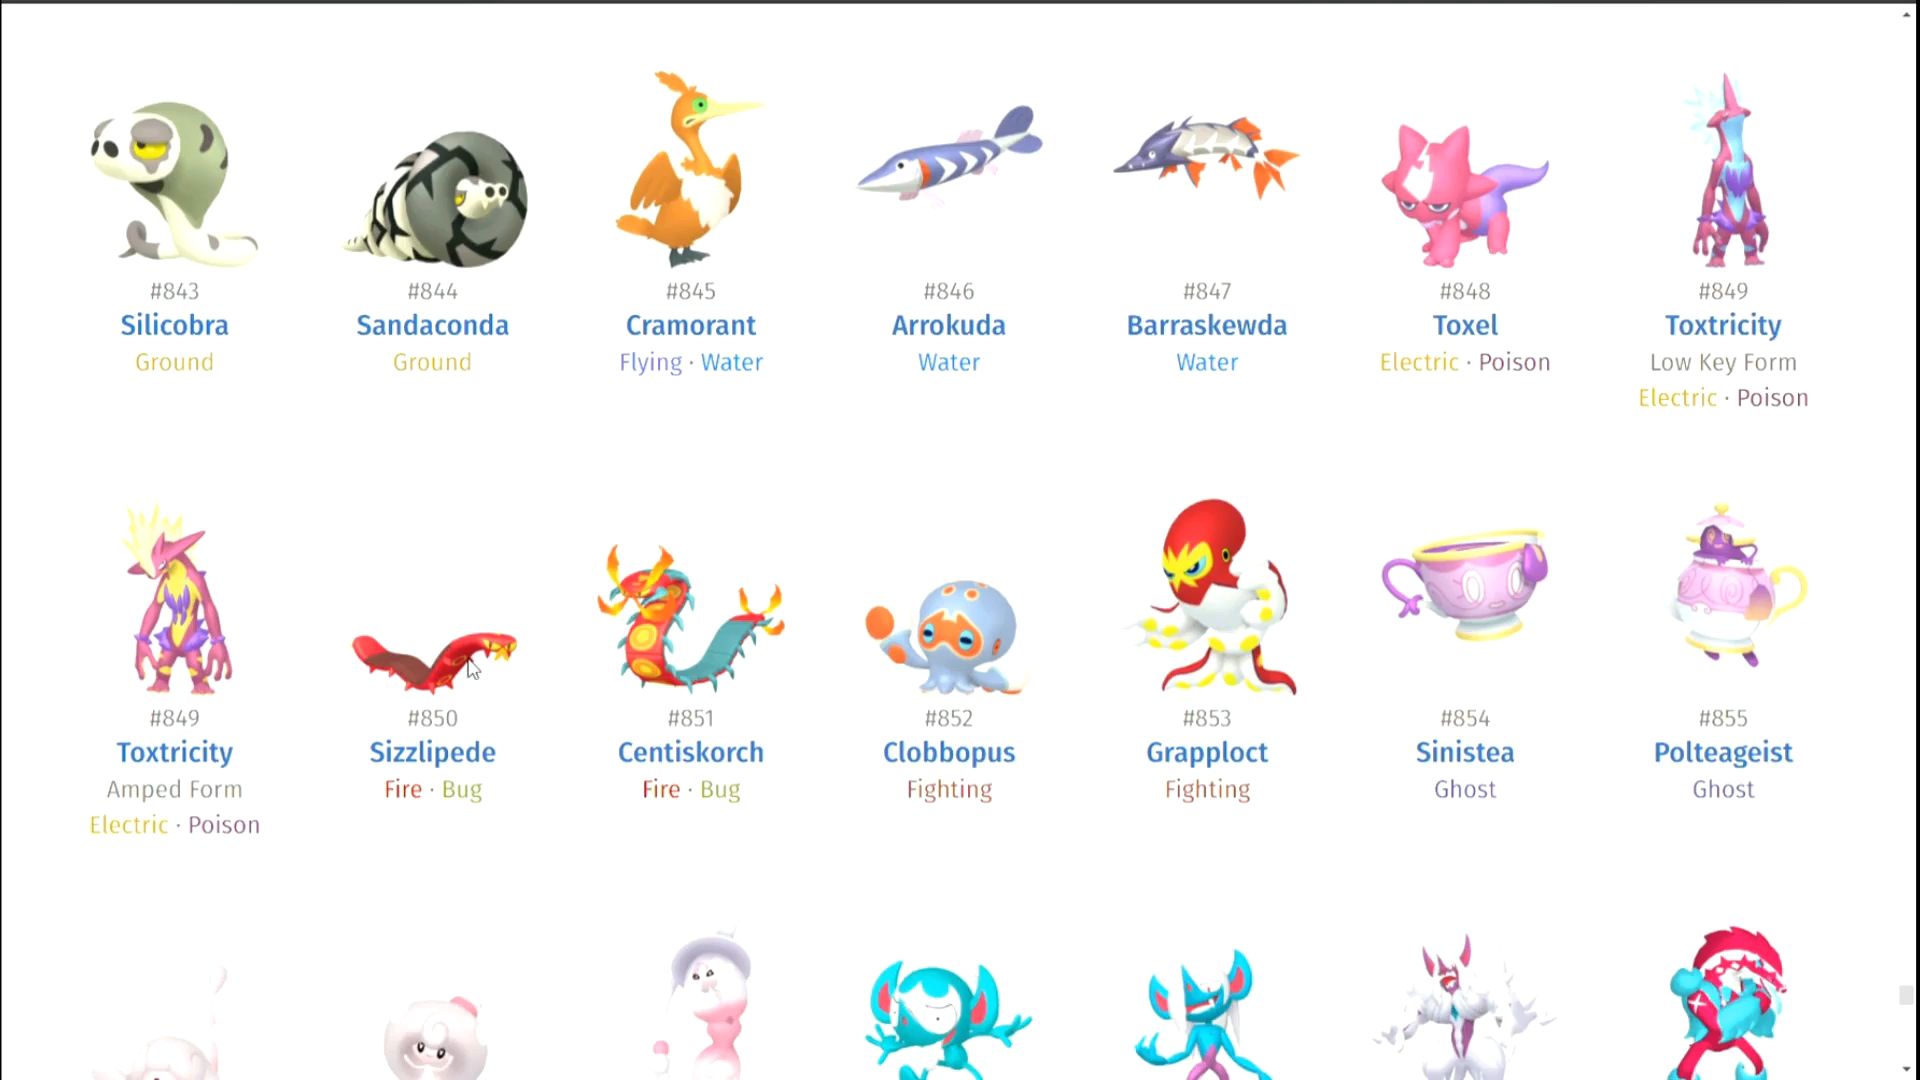 #843
Silicobra
Ground
#844
Sandaconda
Ground
#845
Cramorant
Flying · Water
#846
Arrokuda
Water
#847
Barraskewda
Water
#848
Toxel
Electric · Poison
#849
Toxtricity
Low Key Form
Electric · Poison
#849
Toxtricity
Amped Form
Electric · Poison
#850
Sizzlipede
Fire · Bug
#851
Centiskorch
Fire · Bug
#852
Clobbopus
Fighting
#853
Grapploct
Fighting
#854
Sinistea
Ghost
#855
Polteageist
Ghost